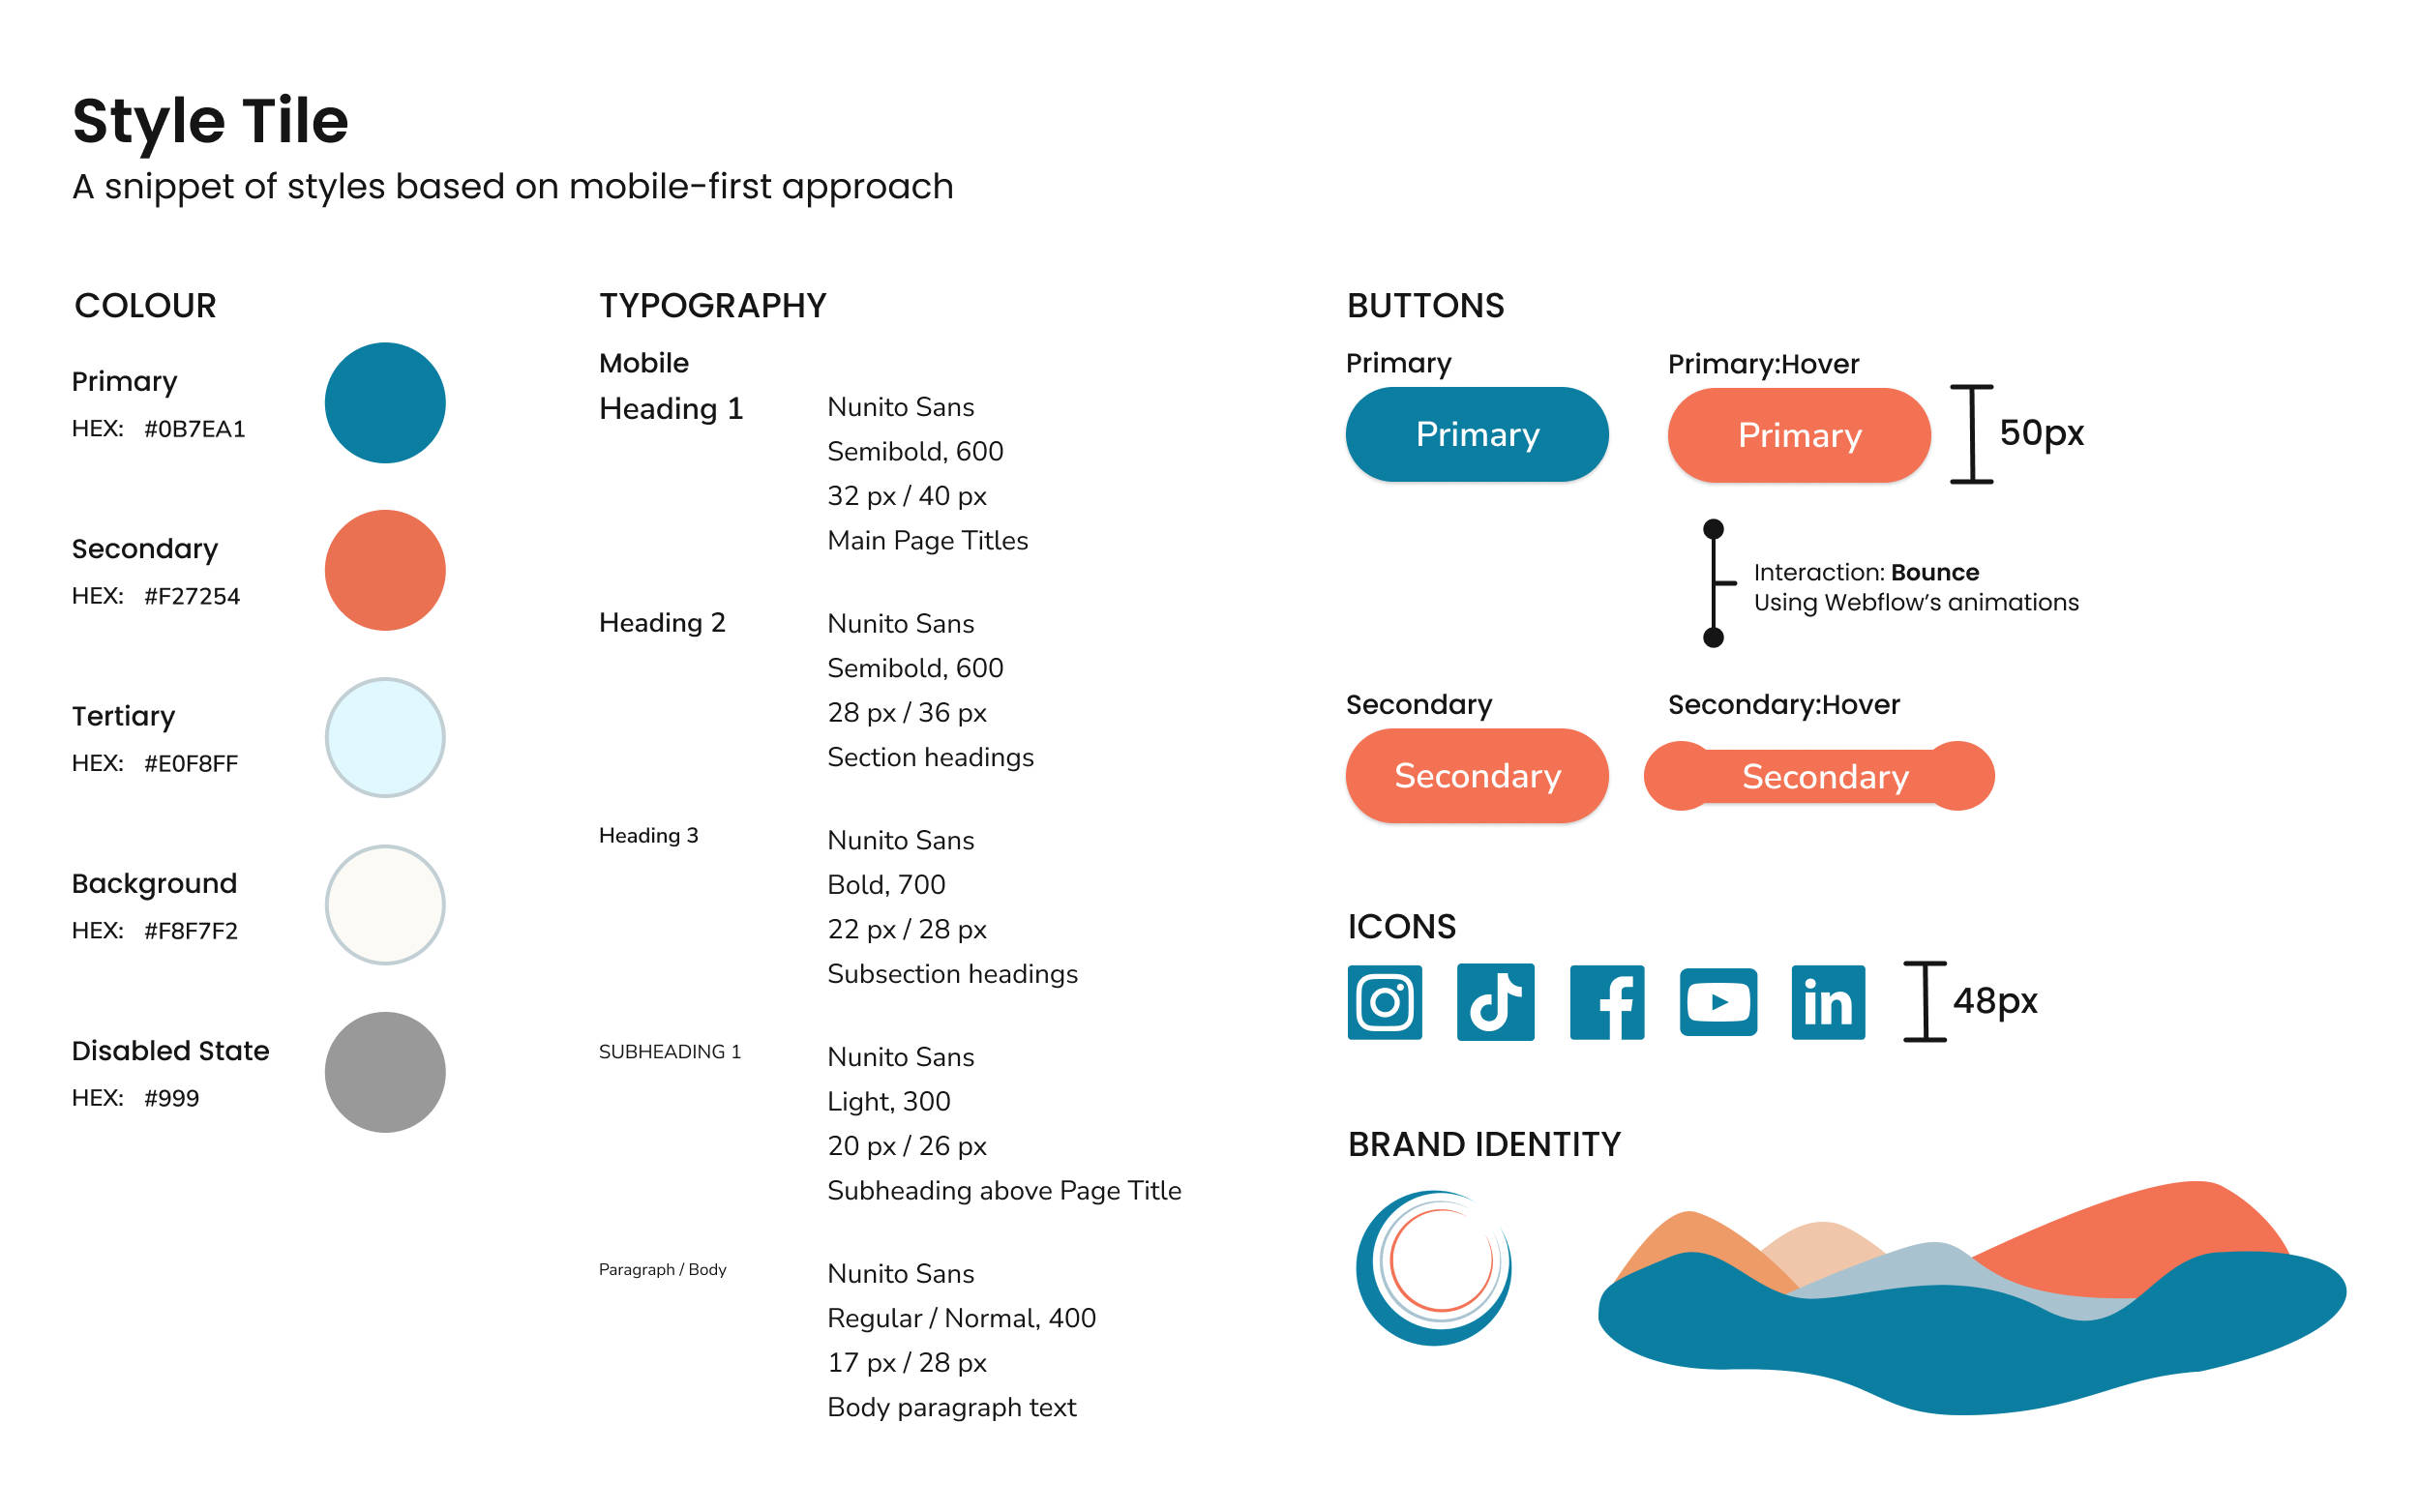 Style Tile
A snippet of styles based on mobile-first approach
COLOUR
Primary
HEX: #0B7EA1
Secondary
HEX: #F27254
Tertiary
HEX: #E0F8FF
Background
HEX: #F8F7F2
Disabled State
HEX: #999
TYPOGRAPHY
Mobile
Heading 1
Nunito Sans
Semibold, 600
32 px / 40 px
Main Page Titles
Heading 2
Nunito Sans
Semibold, 600
28 px / 36 px
Section headings
Heading 3
Nunito Sans
Bold, 700
22 px / 28 px
Subsection headings
SUBHEADING 1
Nunito Sans
Light, 300
20 px / 26 px
Subheading above Page Title
Paragraph / Body
Nunito Sans
Regular / Normal, 400
17 px / 28 px
Body paragraph text
BUTTONS
Primary
Primary:Hover
Primary
Primary
50px
Interaction: Bounce
Using Webflow's animations
Secondary
Secondary:Hover
Secondary
Secondary
ICONS
in
48px
BRAND IDENTITY